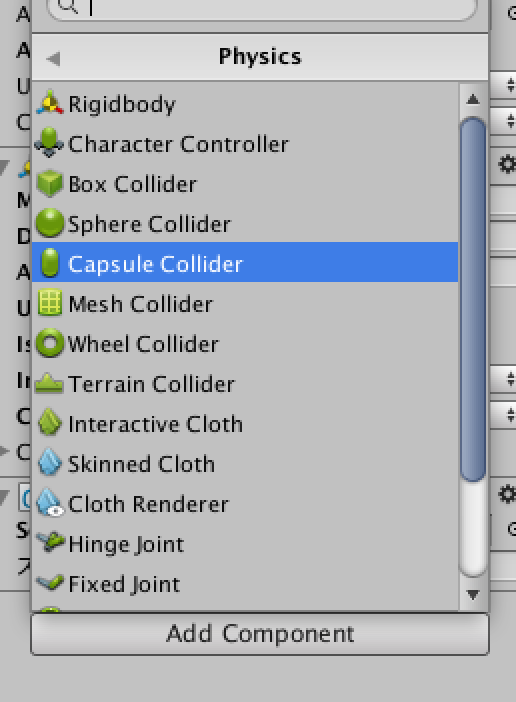 Physics
Rigidbody
Character Controller
Box Collider
Sphere Collider
Capsule Collider
Mesh Collider
Wheel Collider
Terrain Collider
Interactive Cloth
Skinned Cloth
Cloth Renderer
Hinge Joint
Fixed Joint
Add Component